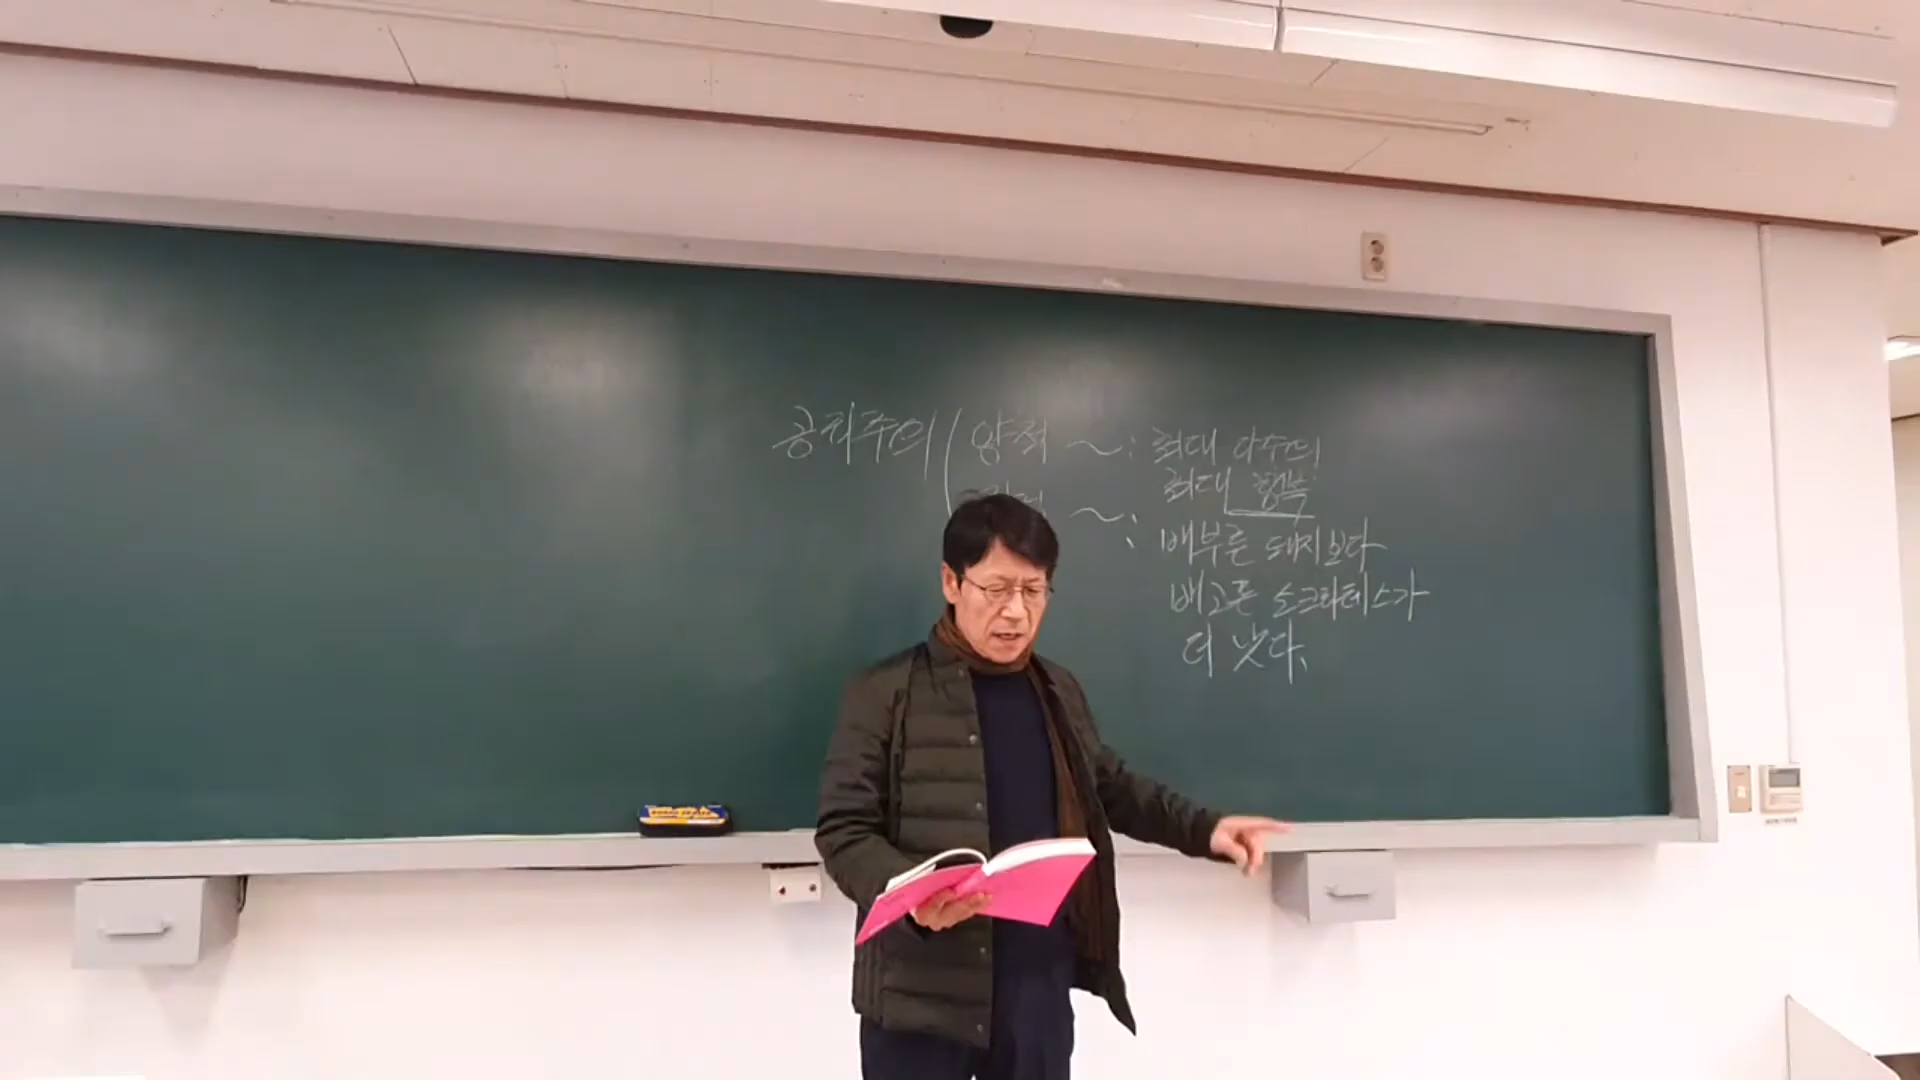 공리주의 ( 양적 ~ : 최대 다수의
최대 행복
~ : 배부른 돼지보다
배고픈 소크라테스가
더 낫다.